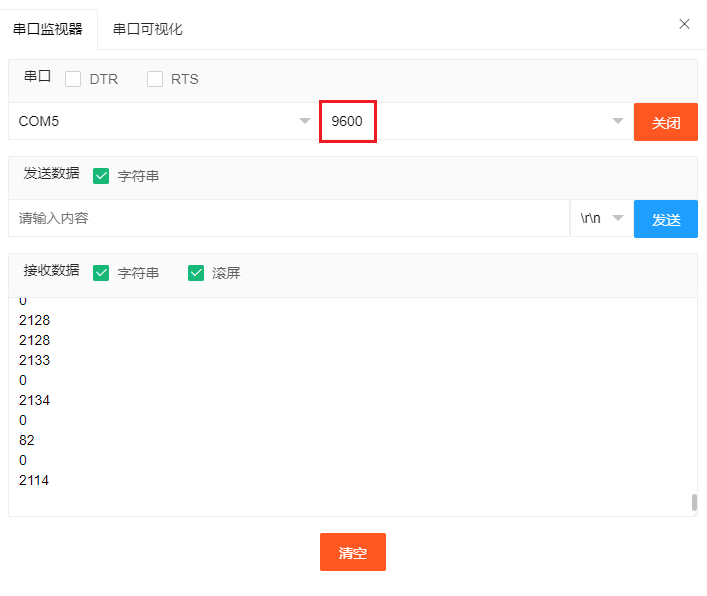 串口监视器 串口可视化
串口 DTR RTS
COM5 9600 关闭
发送数据 字符串
请输入内容 \r\n 发送
接收数据 字符串 滚屏
0
2128
2128
2133
0
2134
0
82
0
2114
清空